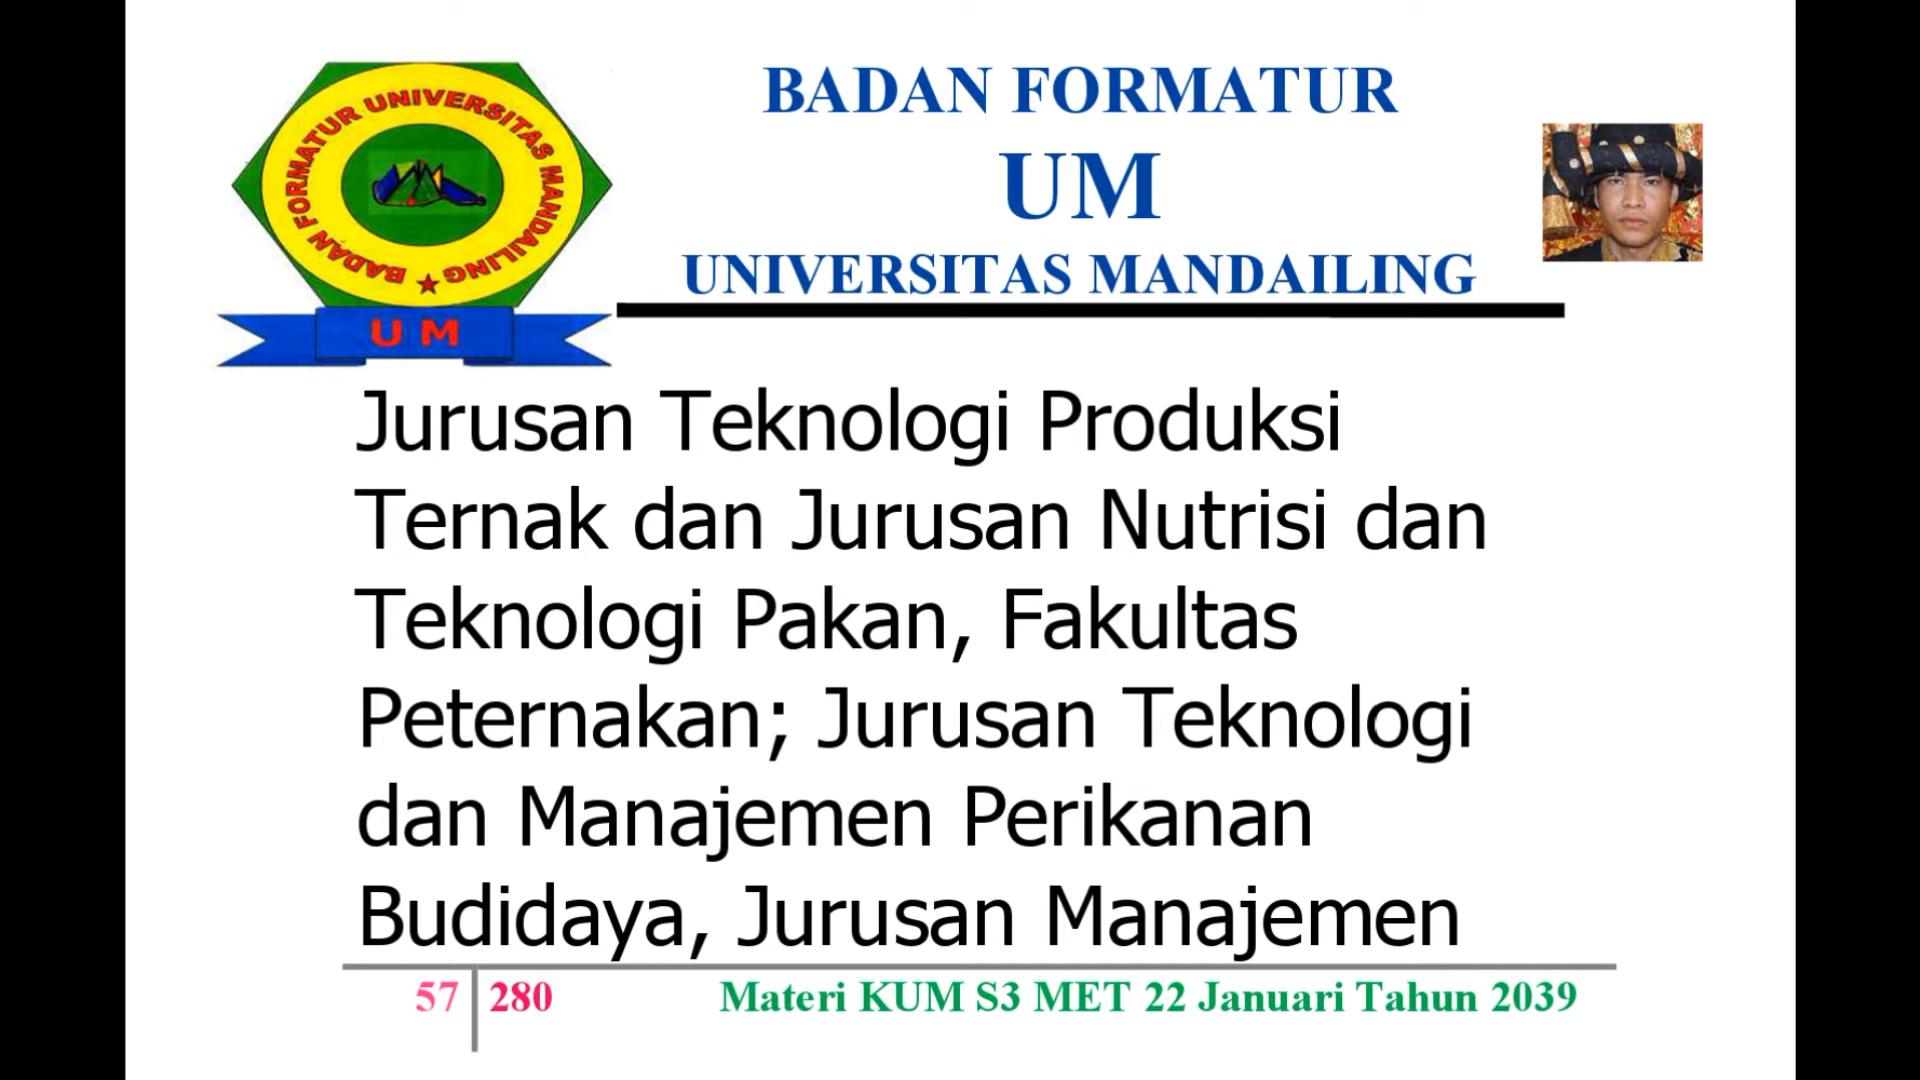 BADAN FORMATUR UNIVERSITAS MANDAILING
U M
BADAN FORMATUR
UM
UNIVERSITAS MANDAILING
Jurusan Teknologi Produksi
Ternak dan Jurusan Nutrisi dan
Teknologi Pakan, Fakultas
Peternakan; Jurusan Teknologi
dan Manajemen Perikanan
Budidaya, Jurusan Manajemen
57 280 Materi KUM S3 MET 22 Januari Tahun 2039